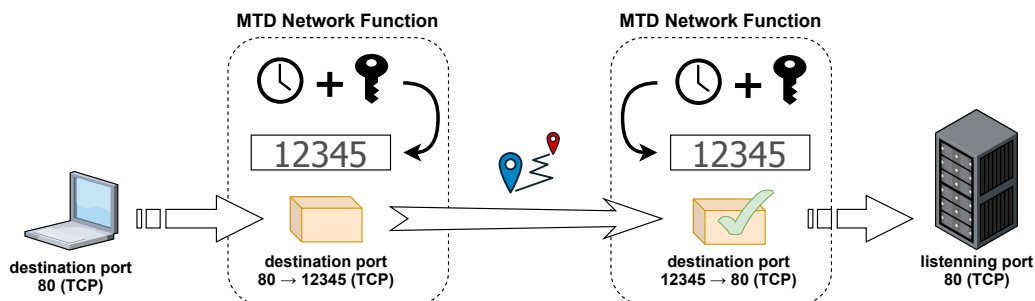 MTD Network Function
MTD Network Function
+
+
12345
12345
destination port
80 (TCP)
destination port
80 → 12345 (TCP)
destination port
12345 → 80 (TCP)
listenning port
80 (TCP)